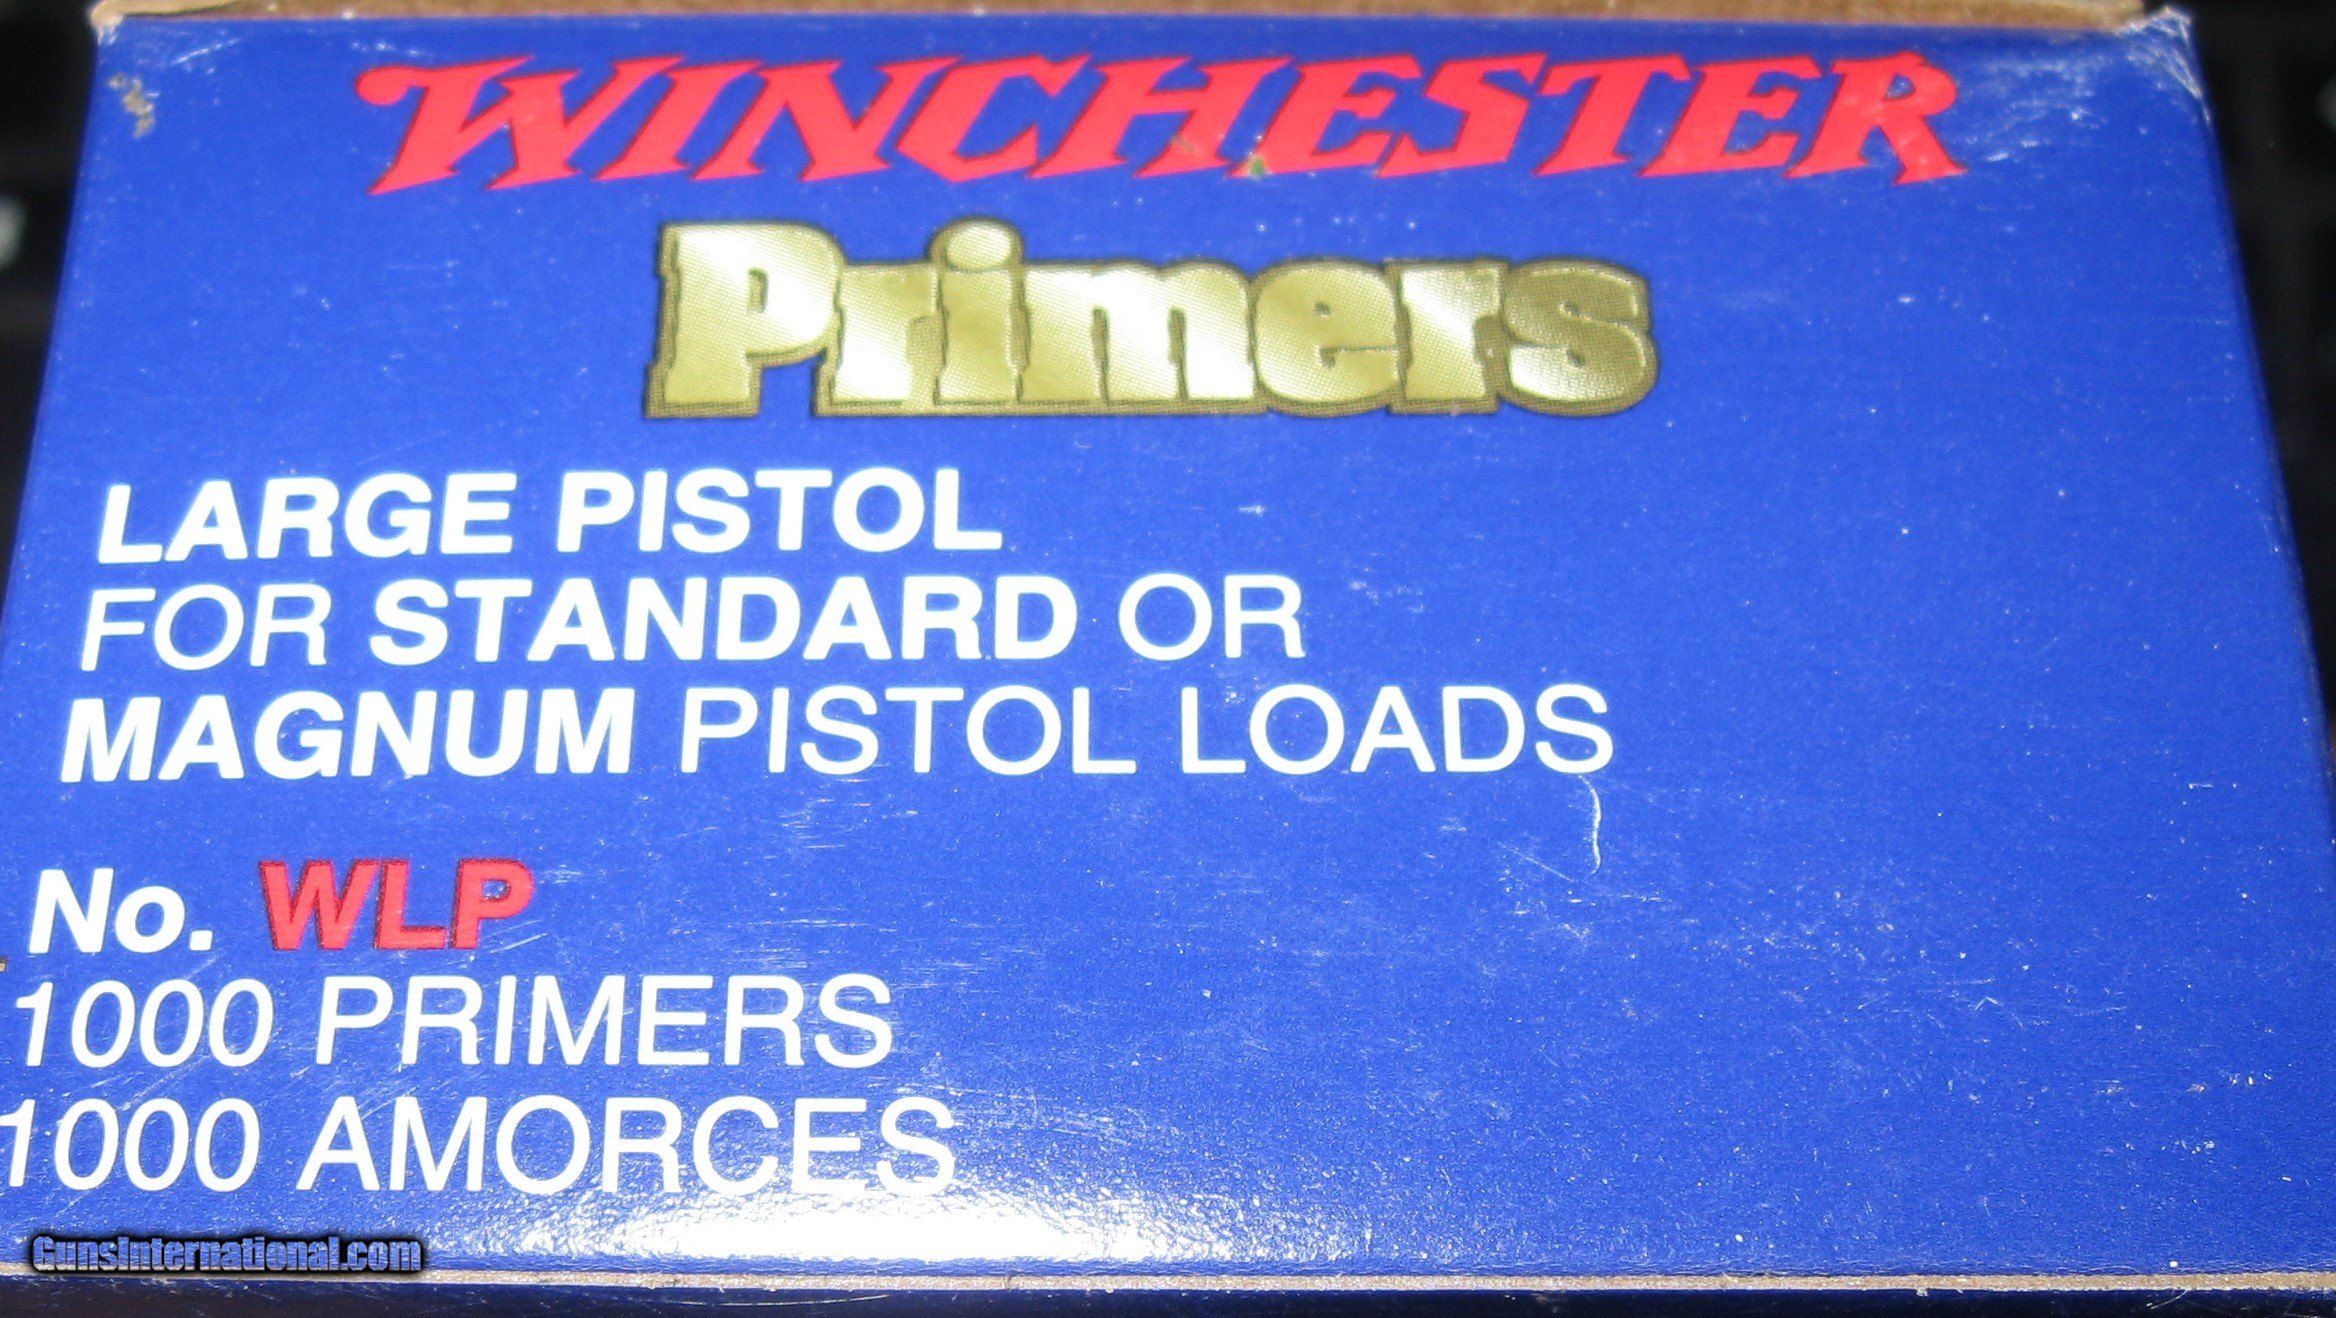 WINCHESTER
Primers
LARGE PISTOL
FOR STANDARD OR
MAGNUM PISTOL LOADS
No. WLP
1000 PRIMERS
1000 AMORCES
GunsInternational.com